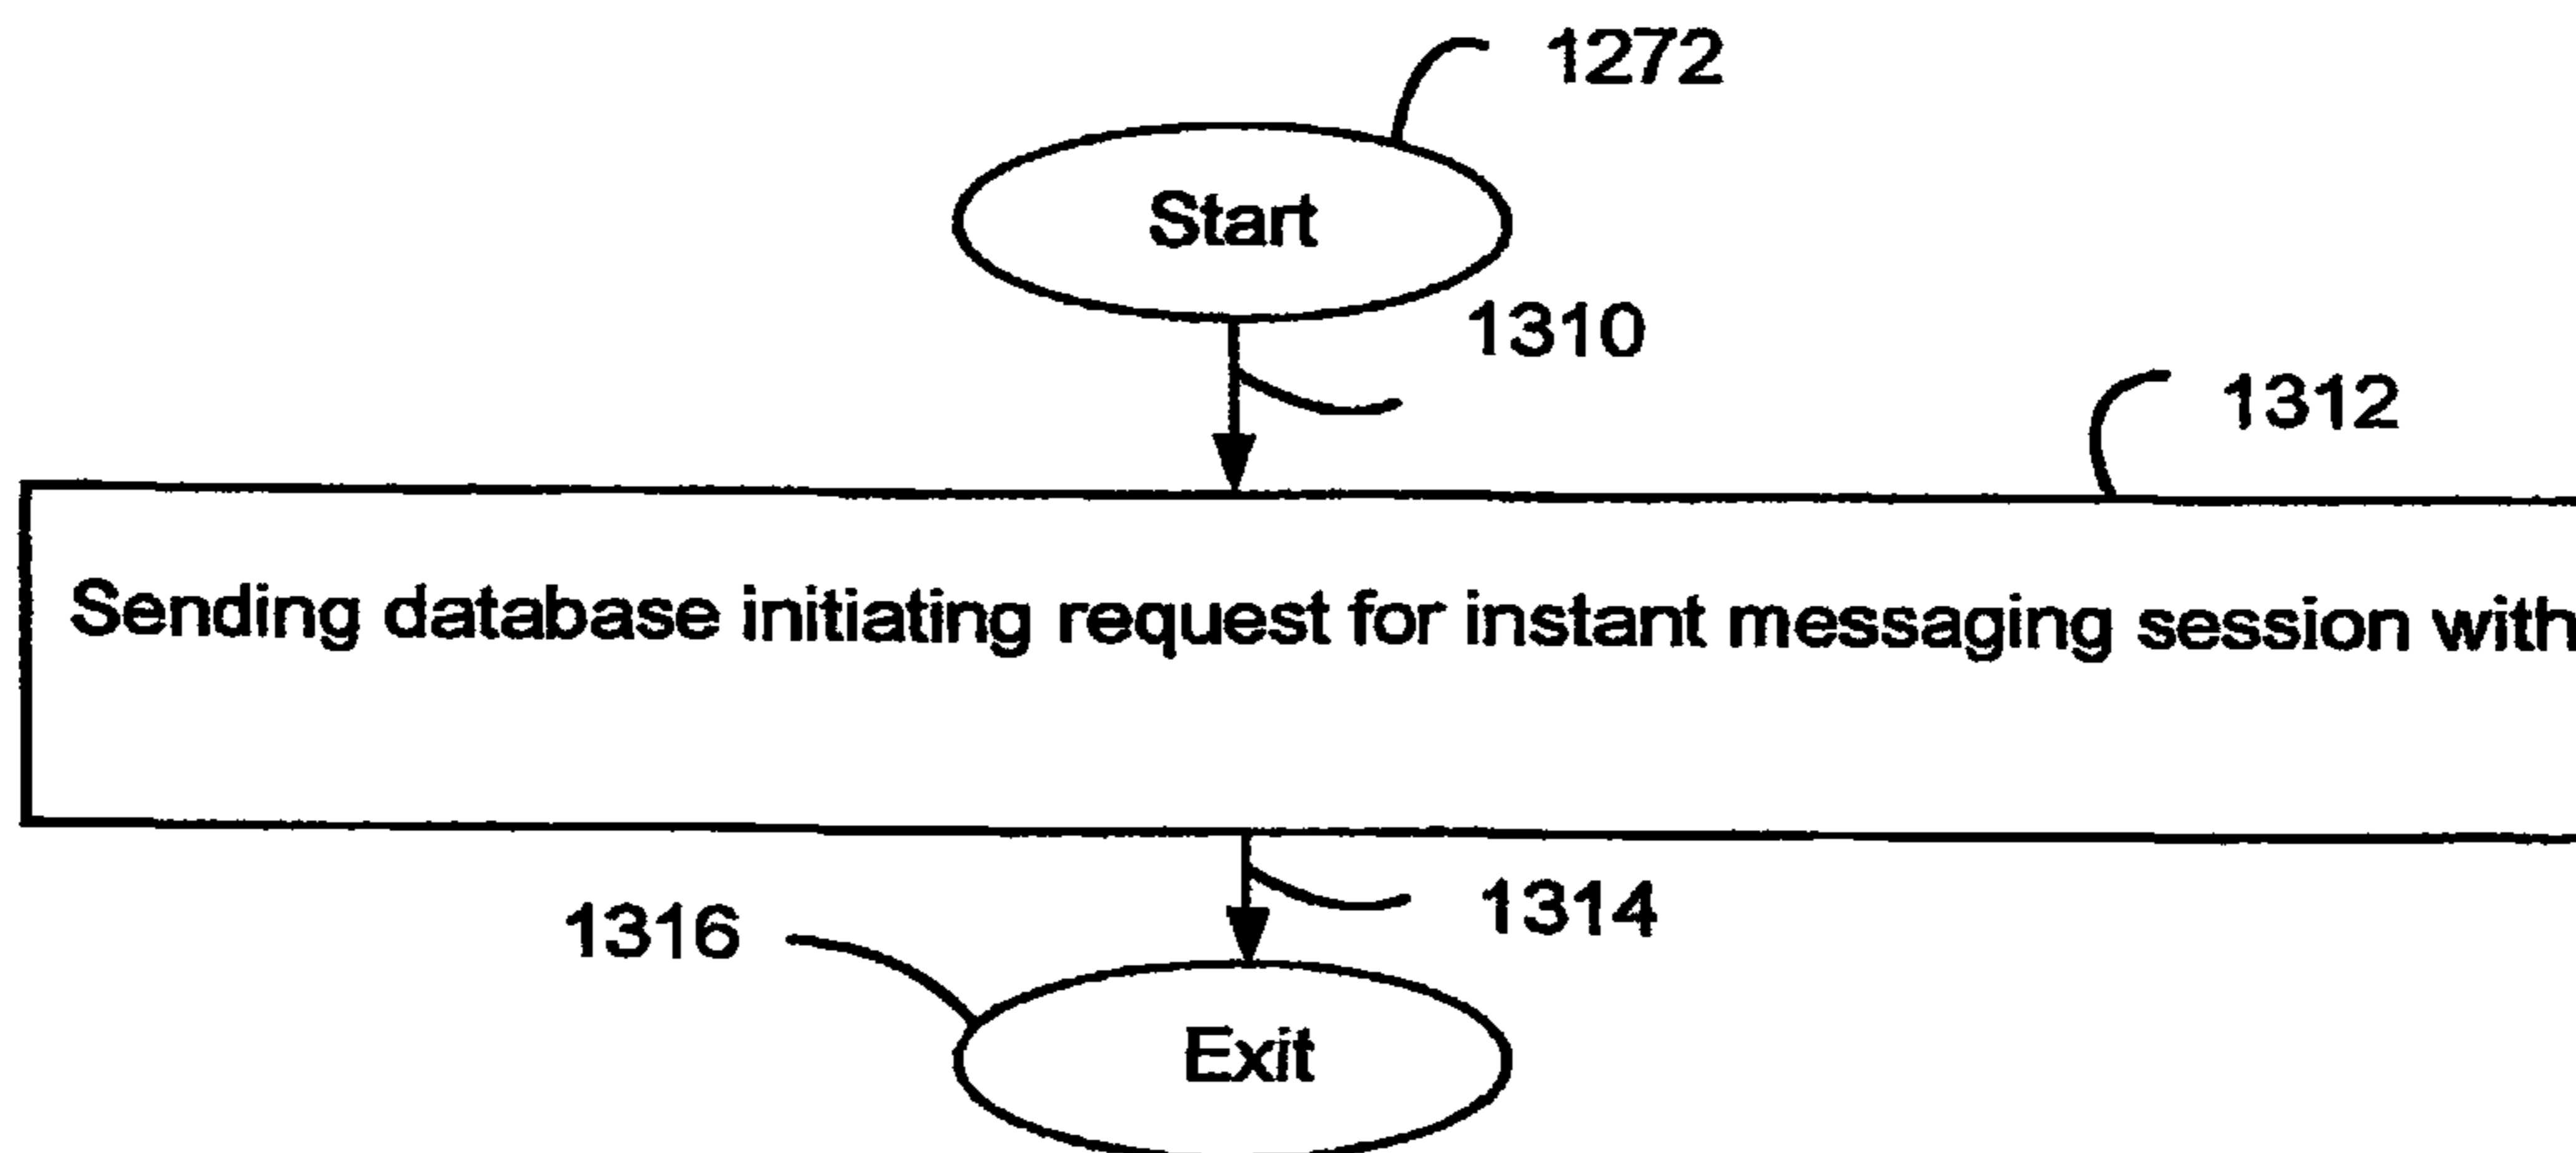 1272
Start
1310
1312
Sending database initiating request for instant messaging session with
1314
1316
Exit